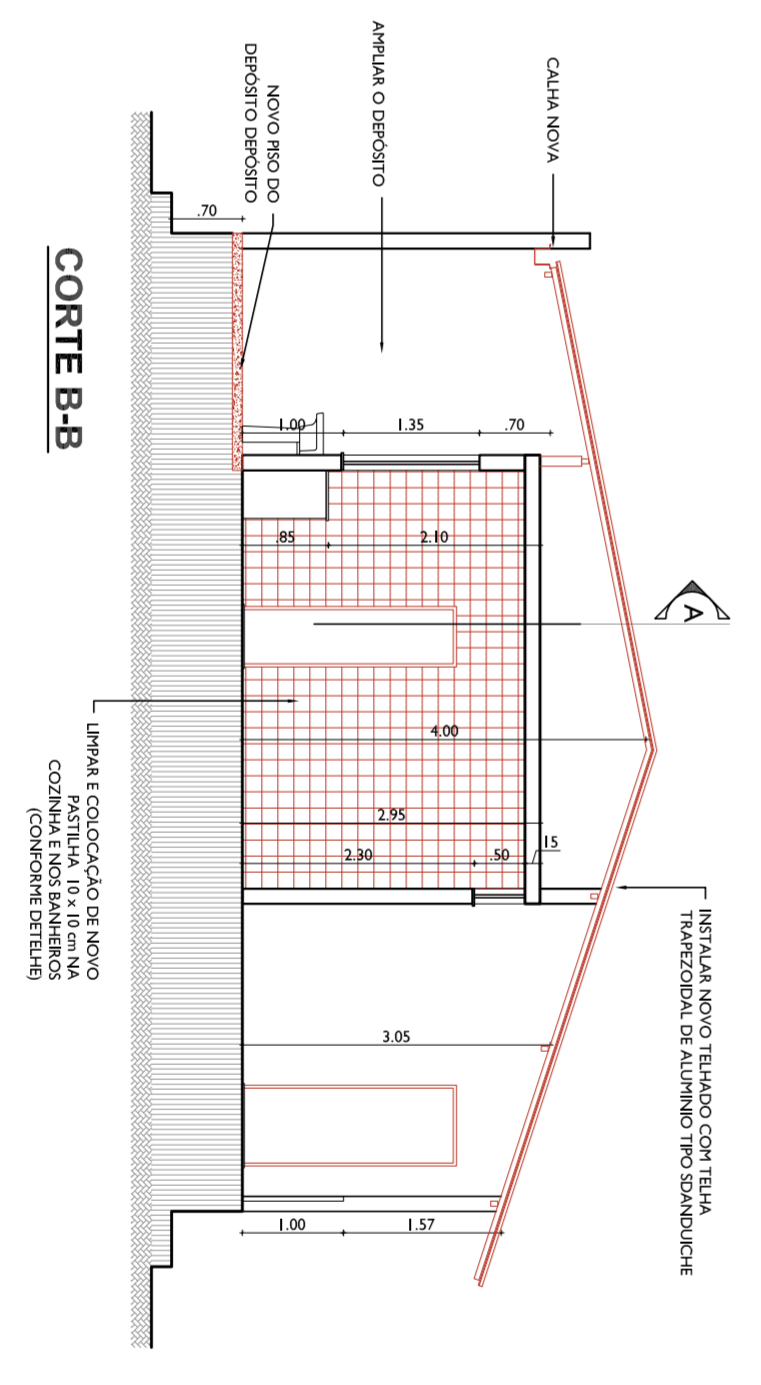 CALHA NOVA
AMPLIAR O DEPÓSITO
NOVO PISO DO
DEPÓSITO DEPÓSITO
INSTALAR NOVO TELHADO COM TELHA
TRAPEZOIDAL DE ALUMINIO TIPO SDANDUICHE
A
.70
1.00
1.35
.70
.85
2.10
4.00
2.95
2.30
.50
15
3.05
1.00
1.57
LIMPAR E COLOCAÇÃO DE NOVO
PASTILHA 10 x 10 cm NA
COZINHA E NOS BANHEIROS
(CONFORME DETELHE)
CORTE B-B